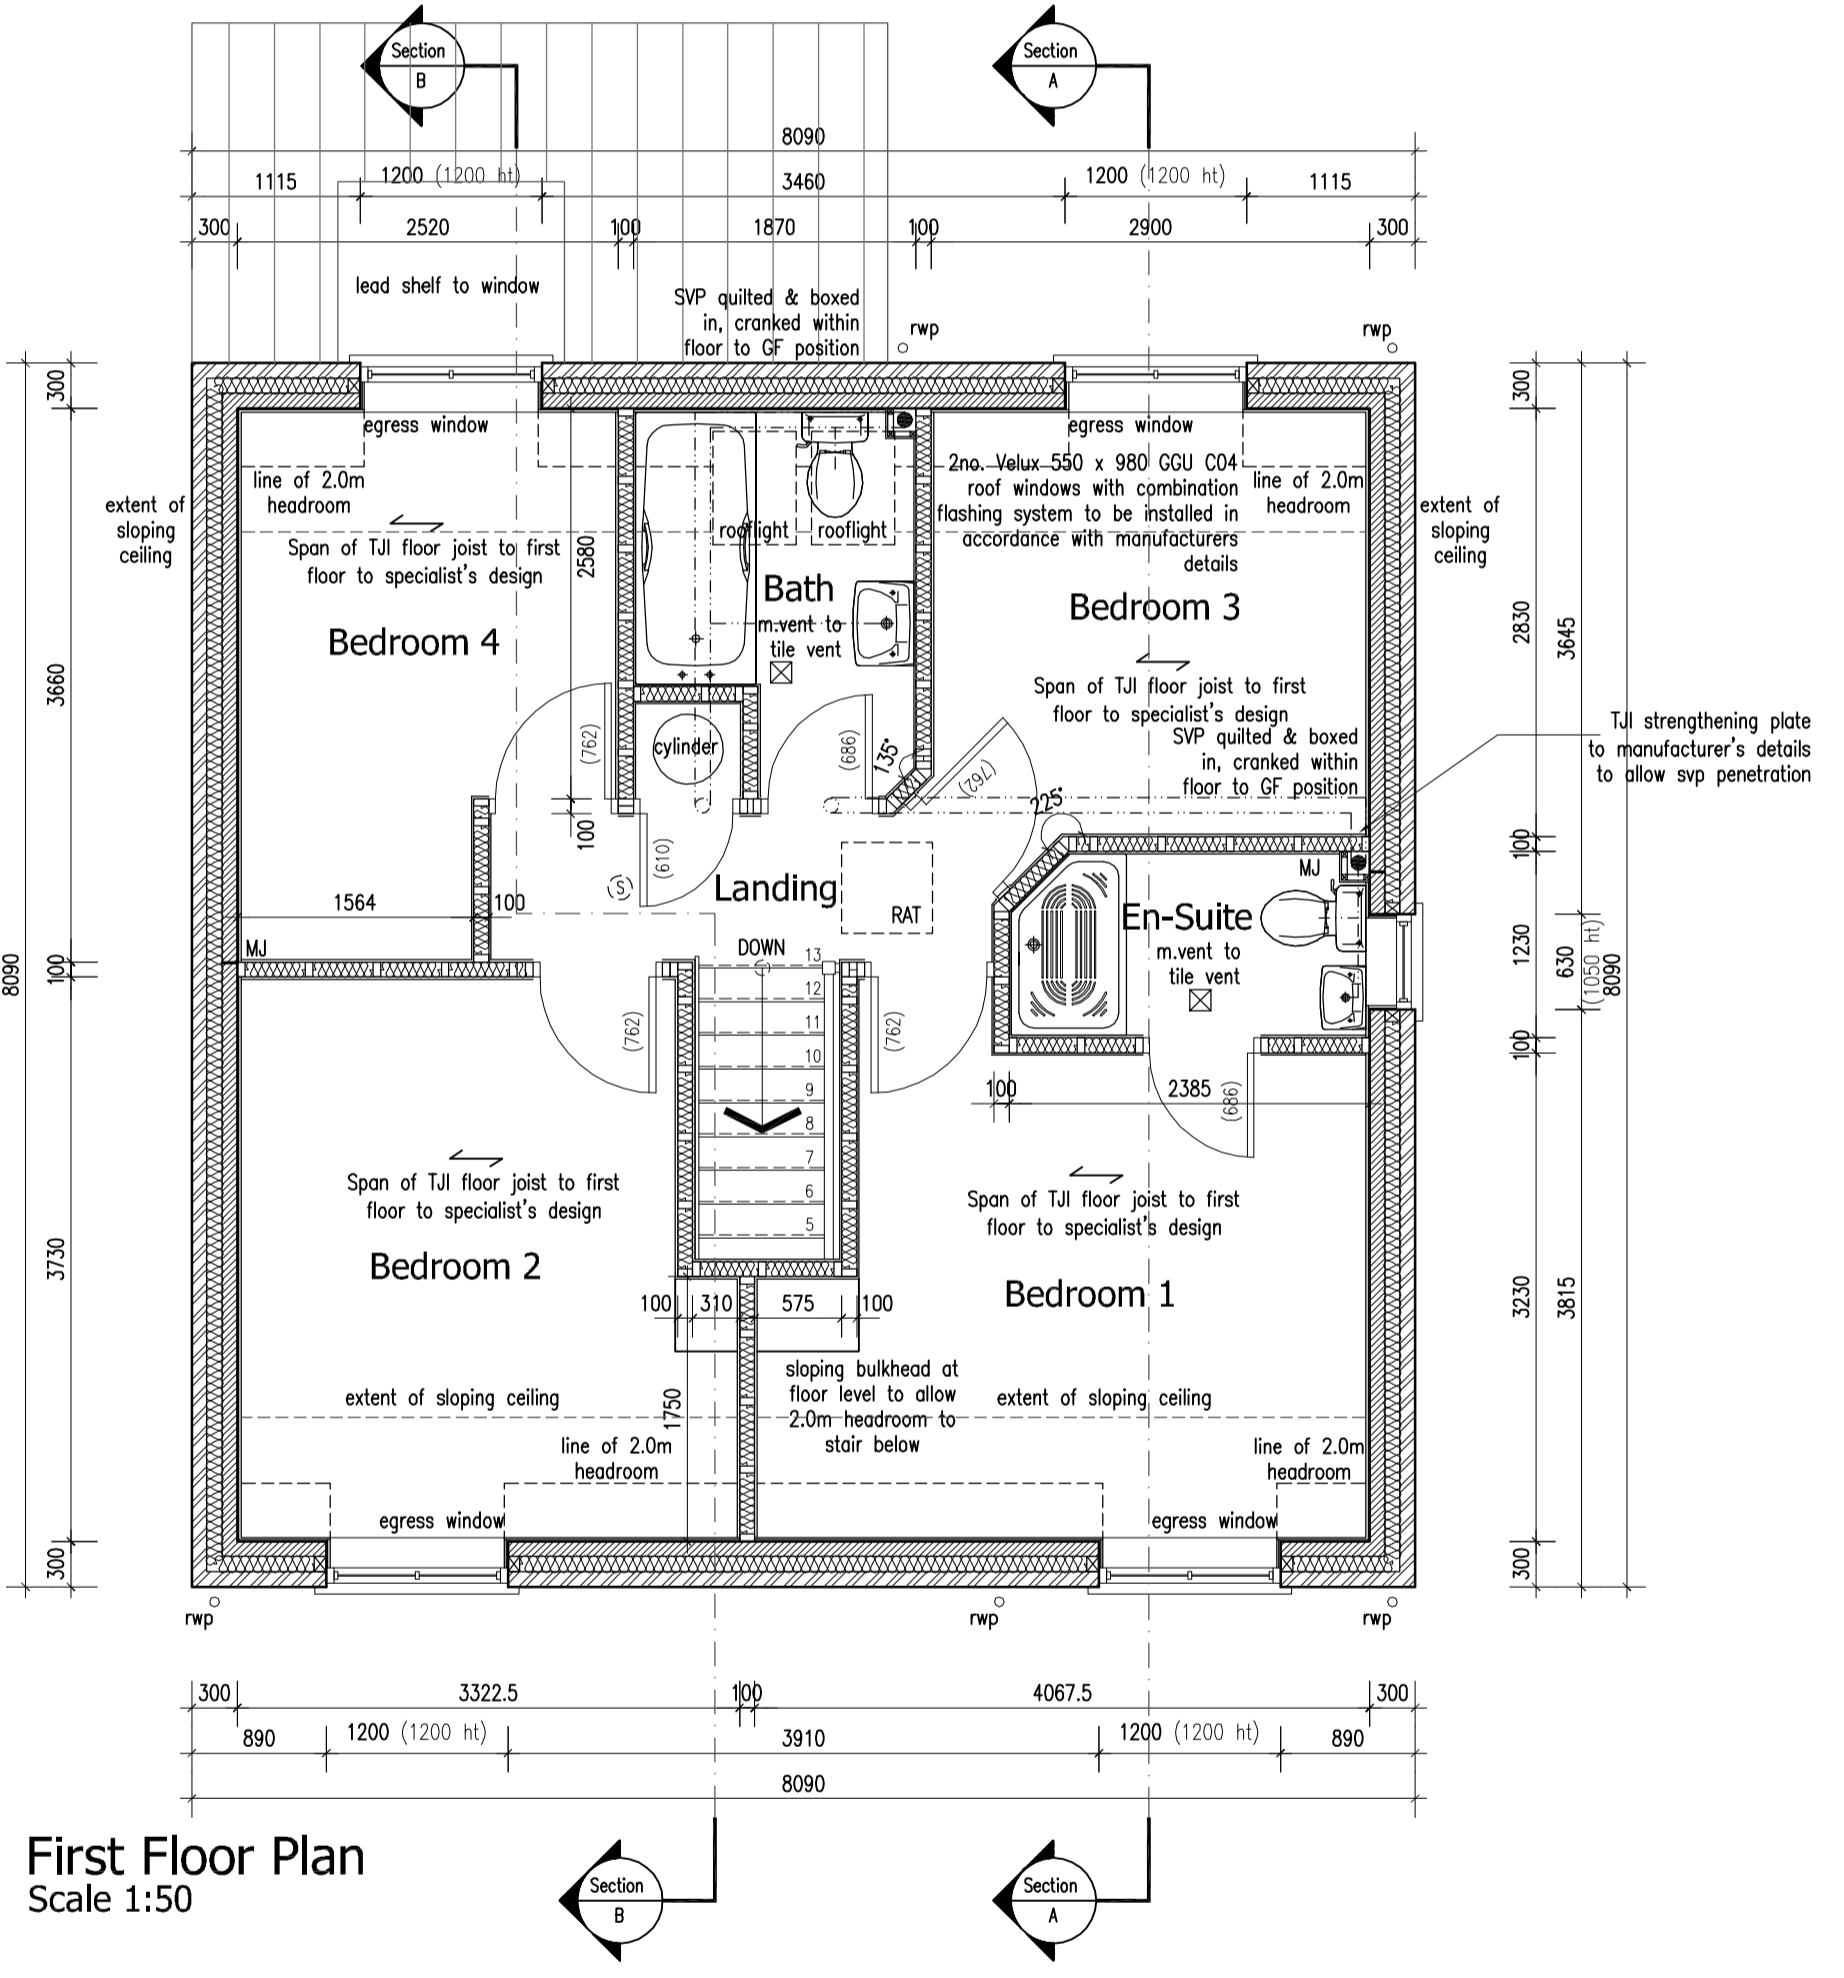 Section
B
Section
A
8090
1115
1200 (1200 ht)
3460
1200 (1200 ht)
1115
300
2520
100
1870
100
2900
300
lead shelf to window
SVP quilted & boxed
in, cranked within
floor to GF position
rwp
rwp
300
300
egress window
egress window
line of 2.0m
headroom
extent of
sloping
ceiling
2no. Velux 550 x 980 GGU C04
roof windows with combination
flashing system to be installed in
accordance with manufacturers
details
line of 2.0m
headroom
extent of
sloping
ceiling
rooflight
rooflight
Span of TJI floor joist to first
floor to specialist's design
2580
Bath
m.vent to
tile vent
Bedroom 3
Bedroom 4
2830
3645
3660
Span of TJI floor joist to first
floor to specialist's design
SVP quilted & boxed
in, cranked within
floor to GF position
TJI strengthening plate
to manufacturer's details
to allow svp penetration
(762)
cylinder
(686)
135°
(762)
225°
100
(610)
100
S
Landing
RAT
MJ
En-Suite
m.vent to
tile vent
1564
100
MJ
DOWN
13
12
11
10
9
8
7
6
5
8090
100
1230
630
(1050 ht)
8090
(762)
(762)
100
100
2385
(686)
Span of TJI floor joist to first
floor to specialist's design
Span of TJI floor joist to first
floor to specialist's design
Bedroom 2
Bedroom 1
3730
3230
3815
100
310
575
100
sloping bulkhead at
floor level to allow
2.0m headroom to
stair below
1750
extent of sloping ceiling
extent of sloping ceiling
line of 2.0m
headroom
line of 2.0m
headroom
egress window
egress window
300
300
rwp
rwp
rwp
300
3322.5
100
4067.5
300
890
1200 (1200 ht)
3910
1200 (1200 ht)
890
8090
First Floor Plan
Scale 1:50
Section
B
Section
A